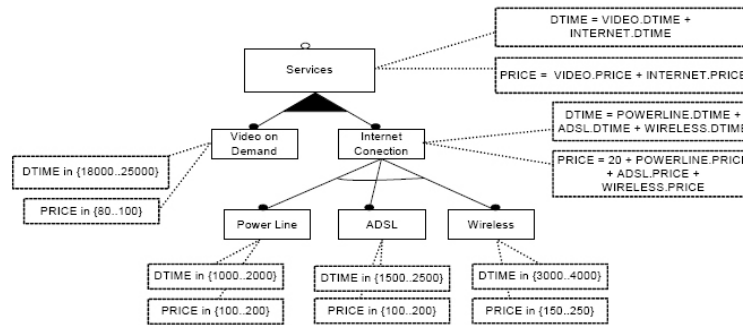 DTIME = VIDEO.DTIME +
INTERNET.DTIME
Services
PRICE = VIDEO.PRICE + INTERNET.PRICE
DTIME = POWERLINE.DTIME +
ADSL.DTIME + WIRELESS.DTIME
Video on
Demand
Internet
Conection
DTIME in {18000..25000}
PRICE = 20 + POWERLINE.PRICE
+ ADSL.PRICE +
WIRELESS.PRICE
PRICE in {80..100}
Power Line
ADSL
Wireless
DTIME in {1000..2000}
DTIME in {1500..2500}
DTIME in {3000..4000}
PRICE in {100..200}
PRICE in {100..200}
PRICE in {150..250}